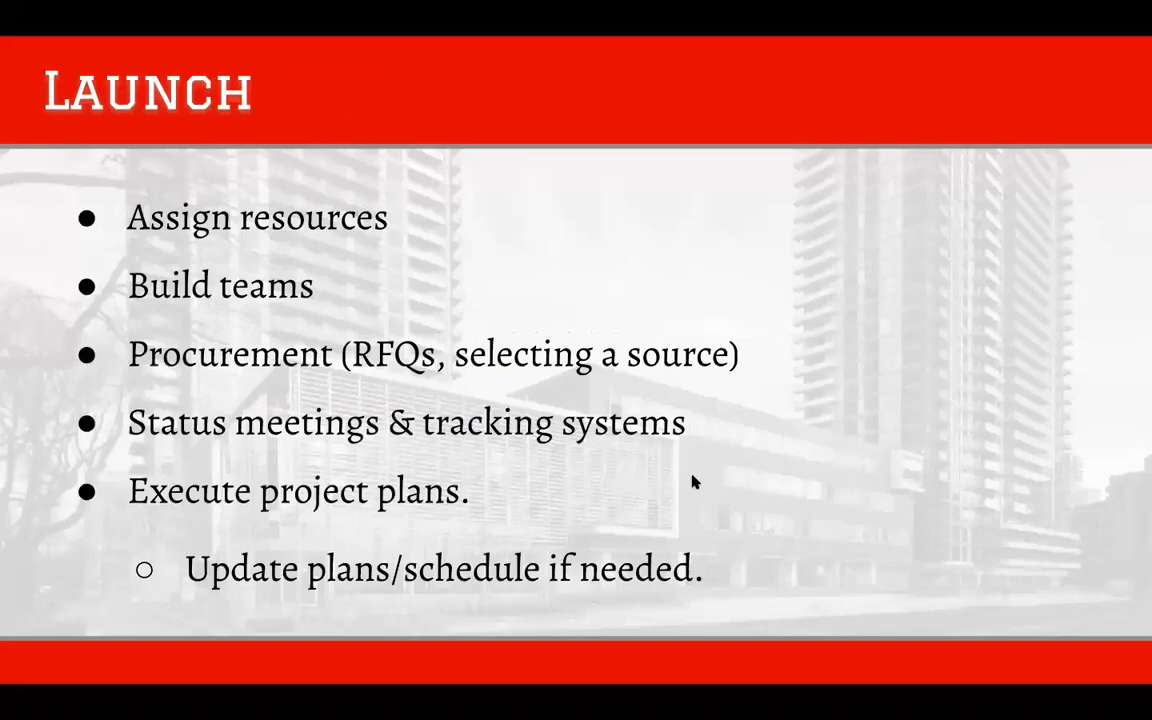 Launch
● Assign resources
● Build teams
● Procurement (RFQs, selecting a source)
● Status meetings & tracking systems
● Execute project plans.
○ Update plans/schedule if needed.